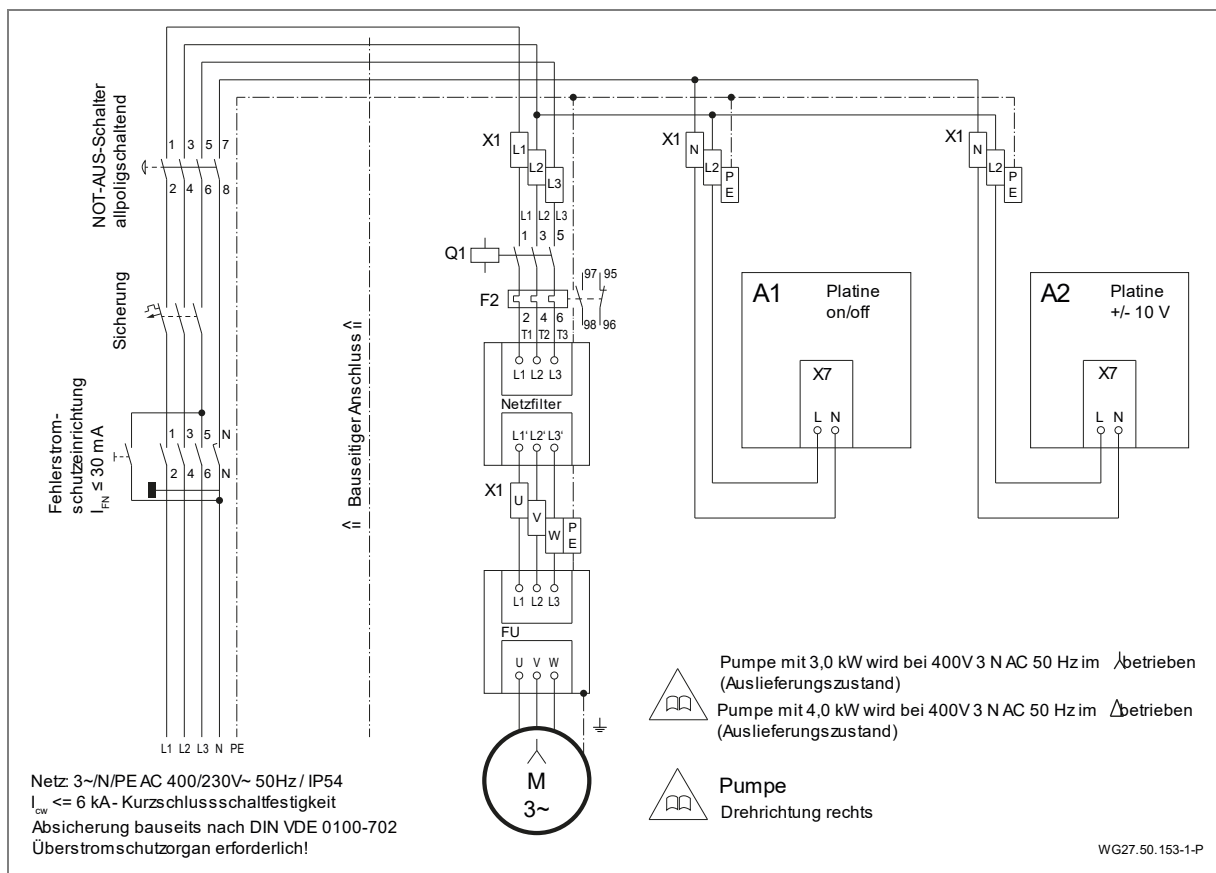 NOT-AUS-Schalter
allpoligschaltend
1 3 5 7
2 4 6 8
Sicherung
Fehlerstrom-
schutzeinrichtung
I_FN ≤ 30 mA
1 3 5 N
2 4 6 N
L1 L2 L3 N PE
<îî Bauseitiger Anschluss îî>
X1
L1
L2
L3
L1 L2 L3
1 3 5
Q1
97 95
F2
98 96
2 4 6
T1 T2 T3
L1 L2 L3
Netzfilter
L1' L2' L3'
X1
U
V
W
PE
L1 L2 L3
FU
U V W
M
3~
X1
N
L2
PE
A1
Platine
on/off
X7
L N
X1
N
L2
PE
A2
Platine
+/- 10 V
X7
L N
Pumpe mit 3,0 kW wird bei 400V 3 N AC 50 Hz im betrieben
(Auslieferungszustand)
Pumpe mit 4,0 kW wird bei 400V 3 N AC 50 Hz im betrieben
(Auslieferungszustand)
Pumpe
Drehrichtung rechts
Netz: 3~/N/PE AC 400/230V~ 50Hz / IP54
I_cw <= 6 kA - Kurzschlussschaltfestigkeit
Absicherung bauseits nach DIN VDE 0100-702
Überstromschutzorgan erforderlich!
WG27.50.153-1-P